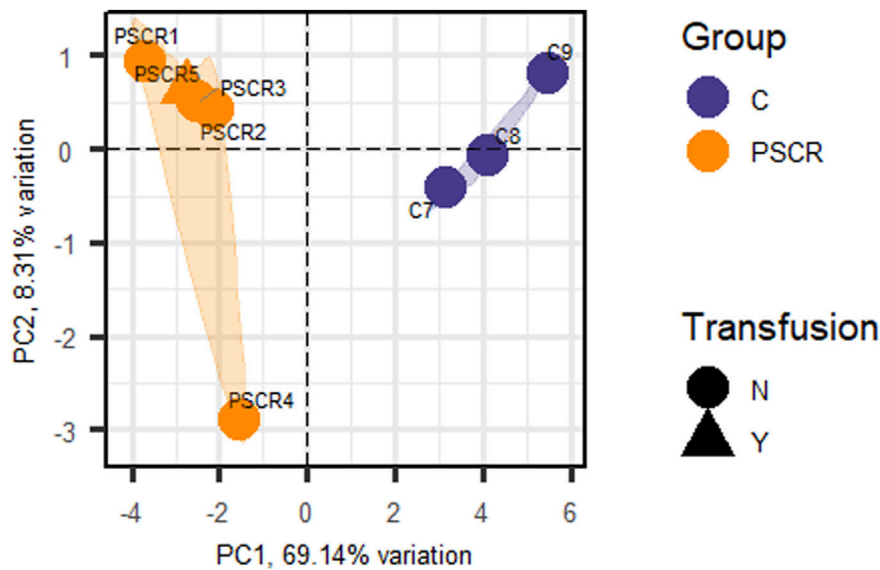 PSCR1
PSCR5
PSCR3
PSCR2
PSCR4
C9
C8
C7
1
0
-1
-2
-3
PC2, 8.31% variation
-4
-2
0
2
4
6
PC1, 69.14% variation
Group
C
PSCR
Transfusion
N
Y